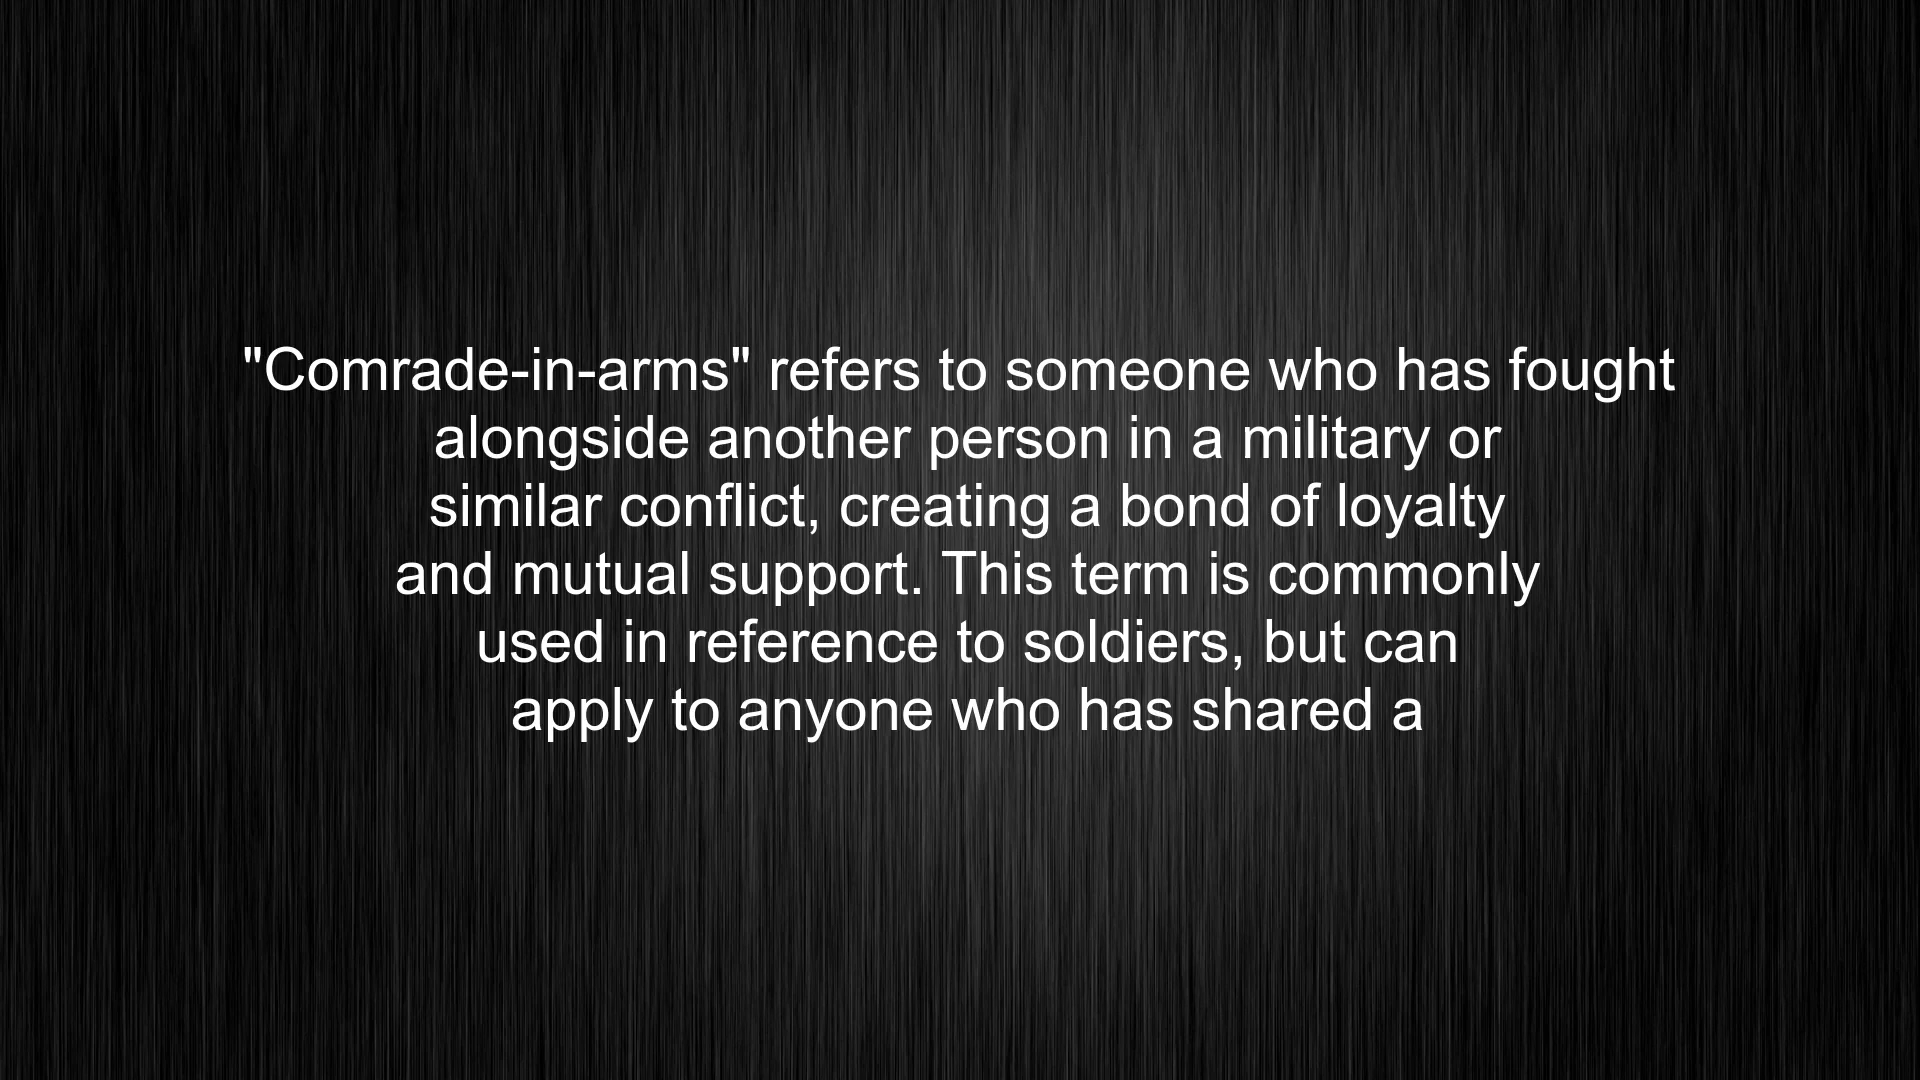 "Comrade-in-arms" refers to someone who has fought
alongside another person in a military or
similar conflict, creating a bond of loyalty
and mutual support. This term is commonly
used in reference to soldiers, but can
apply to anyone who has shared a